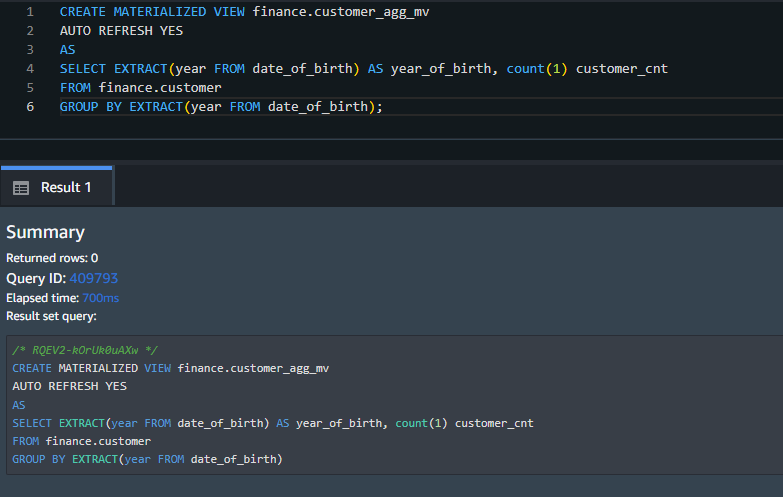 1 CREATE MATERIALIZED VIEW finance.customer_agg_mv
2 AUTO REFRESH YES
3 AS
4 SELECT EXTRACT(year FROM date_of_birth) AS year_of_birth, count(1) customer_cnt
5 FROM finance.customer
6 GROUP BY EXTRACT(year FROM date_of_birth);
Result 1
Summary
Returned rows: 0
Query ID: 409793
Elapsed time: 700ms
Result set query:
/* RQEV2-kOrUk0uAXw */
CREATE MATERIALIZED VIEW finance.customer_agg_mv
AUTO REFRESH YES
AS
SELECT EXTRACT(year FROM date_of_birth) AS year_of_birth, count(1) customer_cnt
FROM finance.customer
GROUP BY EXTRACT(year FROM date_of_birth)